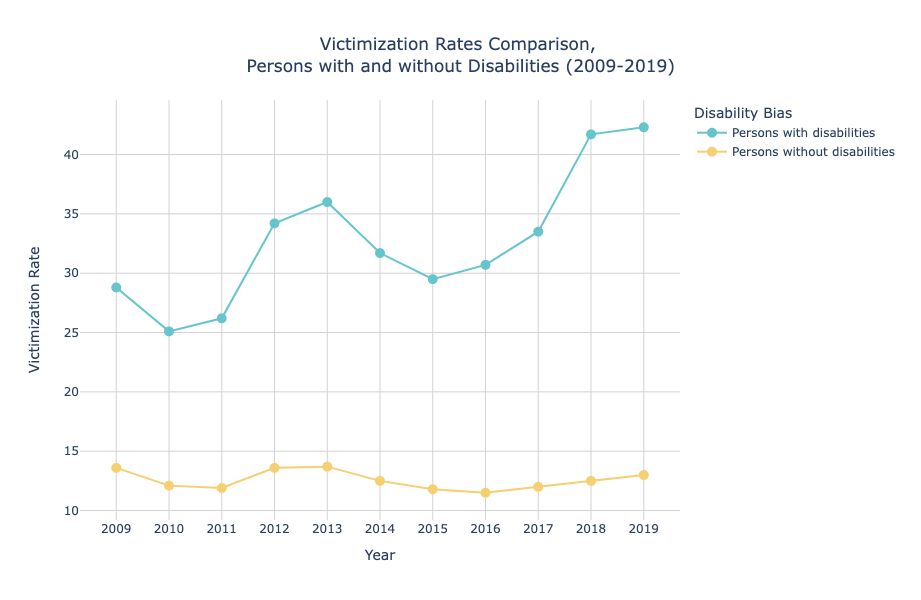 Victimization Rates Comparison,
Persons with and without Disabilities (2009-2019)
Disability Bias
Persons with disabilities
Persons without disabilities
40
35
30
25
20
15
10
Victimization Rate
2009 2010 2011 2012 2013 2014 2015 2016 2017 2018 2019
Year